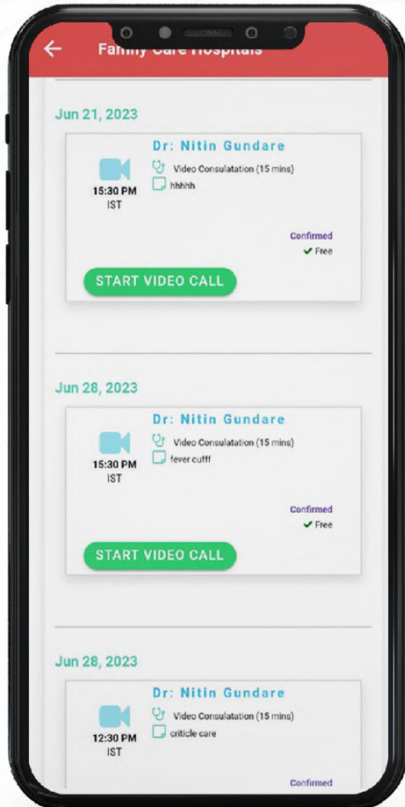 Family Care Hospitals
Jun 21, 2023
Dr: Nitin Gundare
Video Consulatation (15 mins)
15:30 PM
hhhhh
IST
Confirmed
Free
START VIDEO CALL
Jun 28, 2023
Dr: Nitin Gundare
Video Consulatation (15 mins)
15:30 PM
fever cufff
IST
Confirmed
Free
START VIDEO CALL
Jun 28, 2023
Dr: Nitin Gundare
Video Consulatation (15 mins)
12:30 PM
criticle care
IST
Confirmed